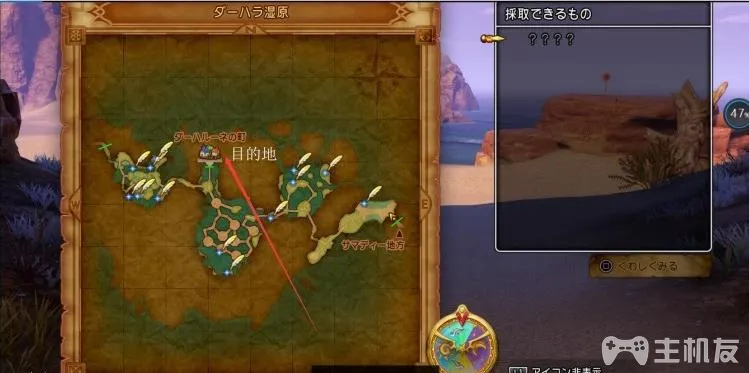 ダーハラ湿原
採取できるもの
????
N
ダーハルーネの町
目的地
47%
W
E
サマディー地方
くわしくみる
L1 アイコン非表示
主机友